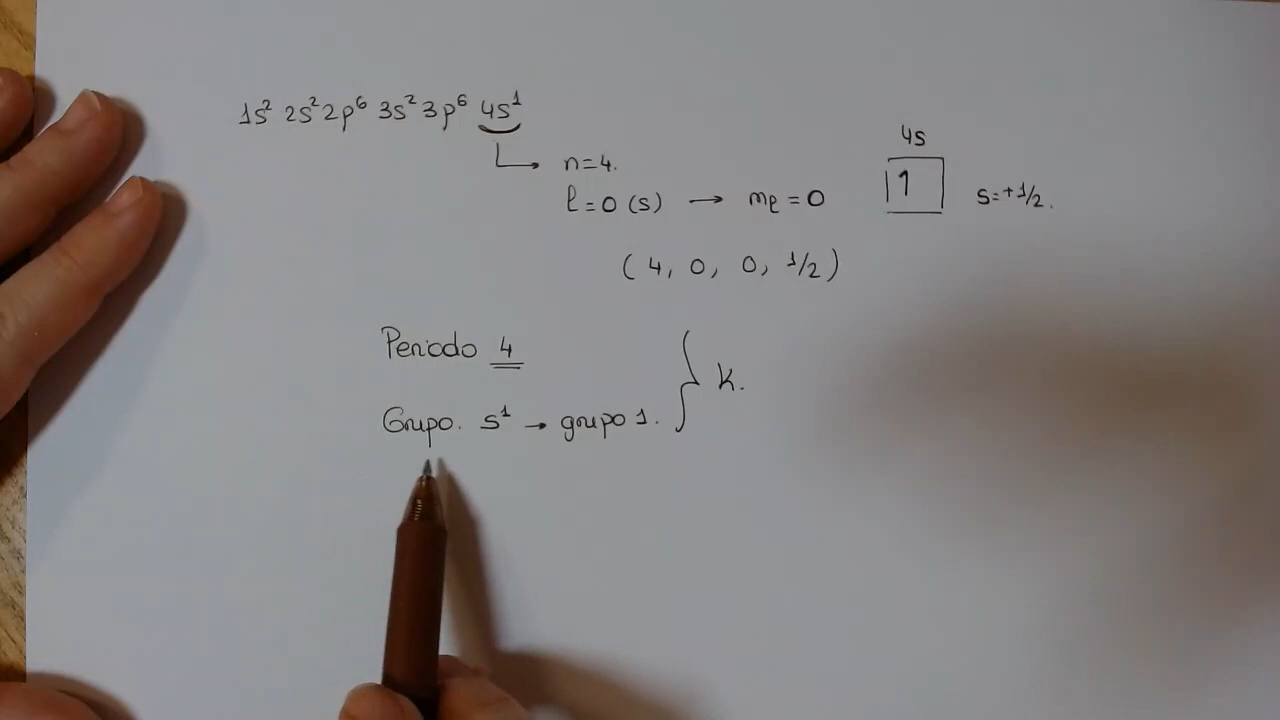 1s² 2s² 2p⁶ 3s² 3p⁶ 4s¹
4s
n=4.
1
l=0 (s) → mℓ=0
s=+1/2.
(4, 0, 0, 1/2)
Periodo 4
K.
Grupo. s¹ → grupo 1.